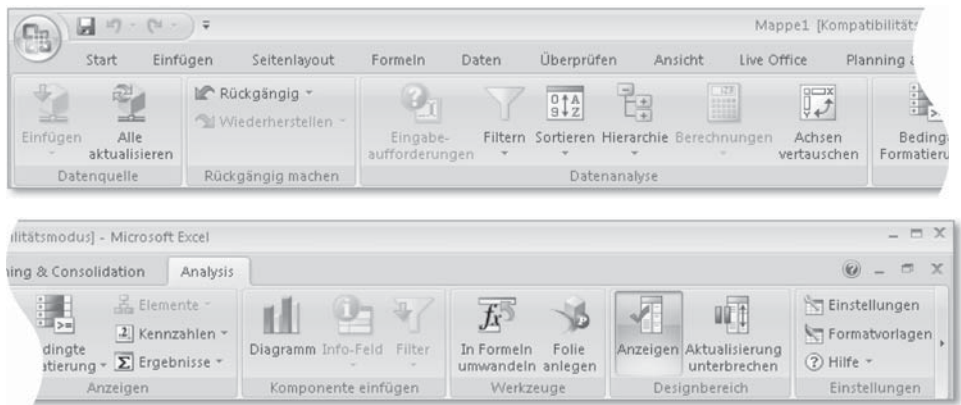 Mappe1 [Kompatibilitäts
Start Einfügen Seitenlayout Formeln Daten Überprüfen Ansicht Live Office Planning &
Einfügen
Alle aktualisieren
Datenquelle
Rückgängig
Wiederherstellen
Rückgängig machen
Eingabe-
aufforderungen
Filtern Sortieren Hierarchie Berechnungen
Achsen
vertauschen
Datenanalyse
Beding
Formatieru
ilitätsmodus] - Microsoft Excel
ing & Consolidation Analysis
dingte
atierung
Elemente
Kennzahlen
Ergebnisse
Anzeigen
Diagramm Info-Feld Filter
Komponente einfügen
In Formeln
umwandeln
Folie
anlegen
Werkzeuge
Anzeigen
Aktualisierung
unterbrechen
Designbereich
Einstellungen
Formatvorlagen
Hilfe
Einstellungen